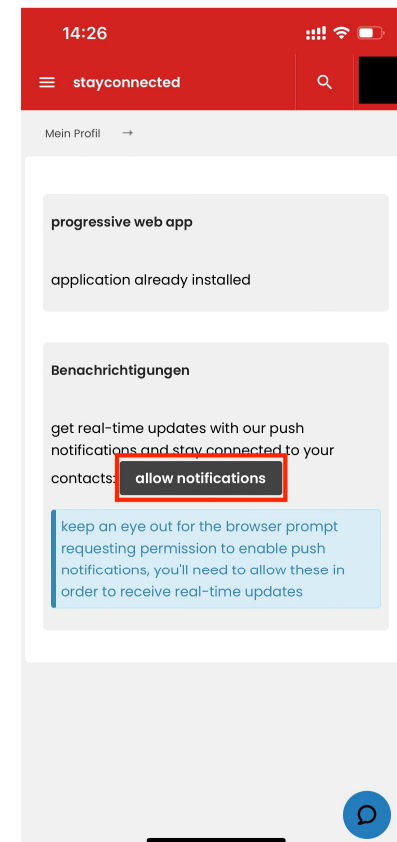 14:26
stayconnected
Mein Profil →
progressive web app
application already installed
Benachrichtigungen
get real-time updates with our push
notifications and stay connected to your
contacts: allow notifications
keep an eye out for the browser prompt
requesting permission to enable push
notifications, you'll need to allow these in
order to receive real-time updates